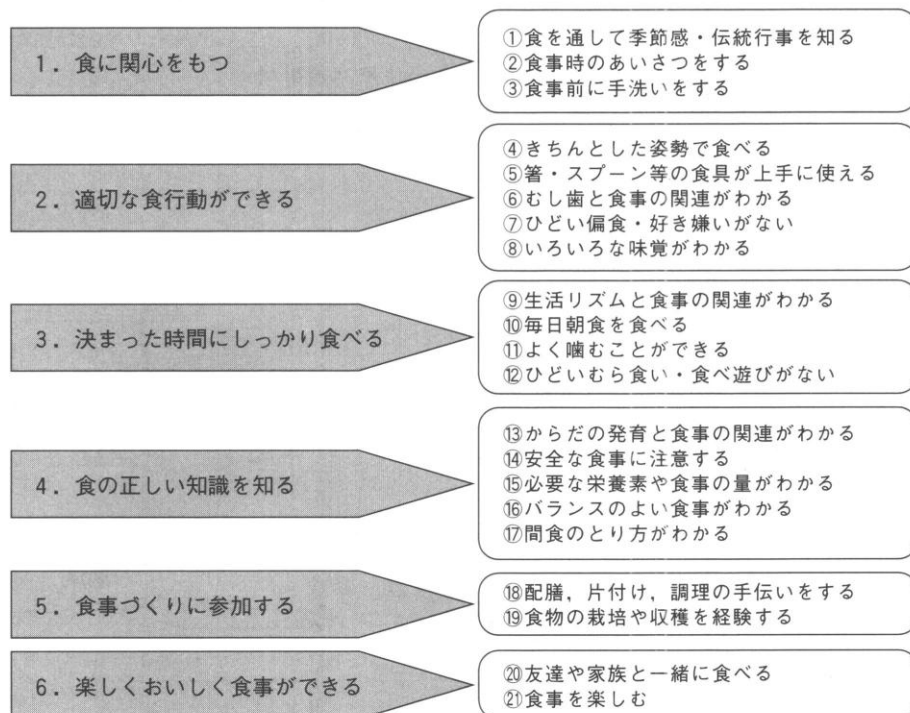 1．食に関心をもつ
①食を通して季節感・伝統行事を知る
②食事時のあいさつをする
③食事前に手洗いをする
2．適切な食行動ができる
④きちんとした姿勢で食べる
⑤箸・スプーン等の食具が上手に使える
⑥むし歯と食事の関連がわかる
⑦ひどい偏食・好き嫌いがない
⑧いろいろな味覚がわかる
3．決まった時間にしっかり食べる
⑨生活リズムと食事の関連がわかる
⑩毎日朝食を食べる
⑪よく噛むことができる
⑫ひどいむら食い・食べ遊びがない
4．食の正しい知識を知る
⑬からだの発育と食事の関連がわかる
⑭安全な食事に注意する
⑮必要な栄養素や食事の量がわかる
⑯バランスのよい食事がわかる
⑰間食のとり方がわかる
5．食事づくりに参加する
⑱配膳，片付け，調理の手伝いをする
⑲食物の栽培や収穫を経験する
6．楽しくおいしく食事ができる
⑳友達や家族と一緒に食べる
㉑食事を楽しむ